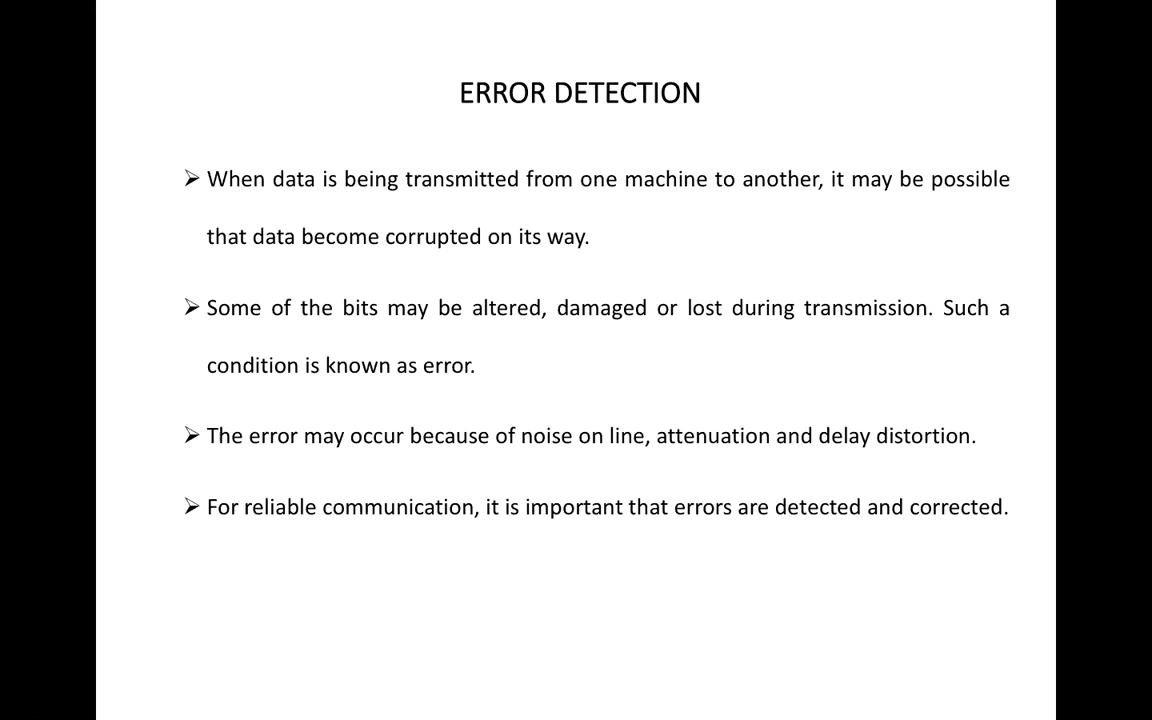 ERROR DETECTION
➢ When data is being transmitted from one machine to another, it may be possible
that data become corrupted on its way.
➢ Some of the bits may be altered, damaged or lost during transmission. Such a
condition is known as error.
➢ The error may occur because of noise on line, attenuation and delay distortion.
➢ For reliable communication, it is important that errors are detected and corrected.